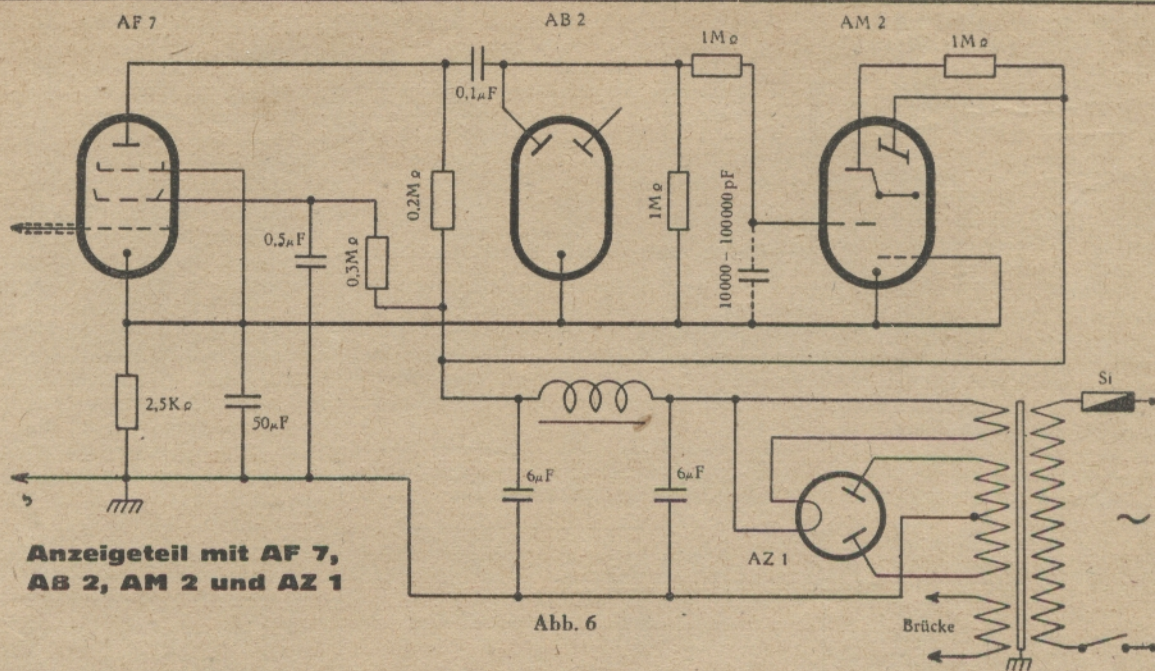 AF 7
AB 2
AM 2
1MΩ
1MΩ
0,1μF
0,2MΩ
1MΩ
10000 – 100000 pF
0,5μF
0,3MΩ
2,5KΩ
50μF
Si
6μF
6μF
AZ 1
~
Anzeigeteil mit AF 7,
AB 2, AM 2 und AZ 1
Abb. 6
Brücke